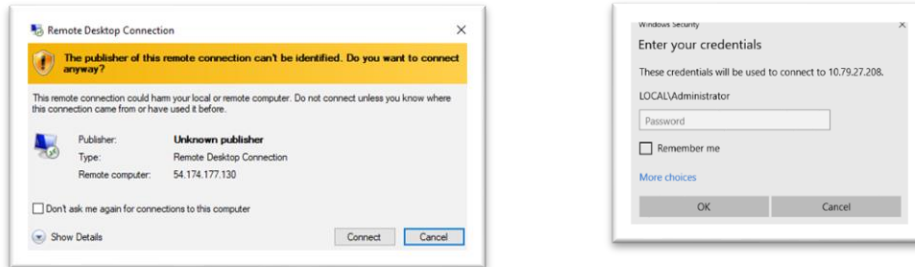 Remote Desktop Connection
The publisher of this remote connection can't be identified. Do you want to connect
anyway?
This remote connection could harm your local or remote computer. Do not connect unless you know where
this connection came from or have used it before.
Publisher: Unknown publisher
Type: Remote Desktop Connection
Remote computer: 54.174.177.130
Don't ask me again for connections to this computer
Show Details Connect Cancel
Windows Security
Enter your credentials
These credentials will be used to connect to 10.79.27.208.
LOCAL\Administrator
Password
Remember me
More choices
OK Cancel